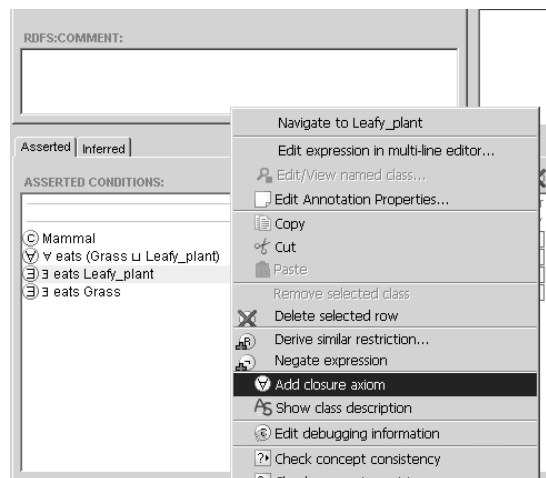 RDFS:COMMENT:
Asserted
Inferred
ASSERTED CONDITIONS:
Ⓒ Mammal
∀ ∀ eats (Grass ⊔ Leafy_plant)
∃ ∃ eats Leafy_plant
∃ ∃ eats Grass
Navigate to Leafy_plant
Edit expression in multi-line editor...
Edit/View named class...
Edit Annotation Properties...
Copy
Cut
Paste
Remove selected class
Delete selected row
Derive similar restriction...
Negate expression
Add closure axiom
Show class description
Edit debugging information
Check concept consistency